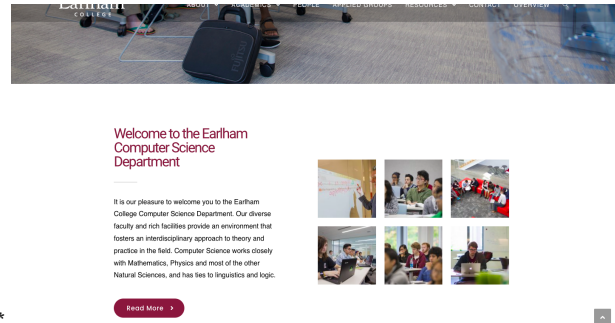 Earlham
COLLEGE
ABOUT ACADEMICS PEOPLE APPLIED GROUPS RESOURCES CONTACT OVERVIEW
FUJITSU
Welcome to the Earlham
Computer Science
Department
It is our pleasure to welcome you to the Earlham
College Computer Science Department. Our diverse
faculty and rich facilities provide an environment that
fosters an interdisciplinary approach to theory and
practice in the field. Computer Science works closely
with Mathematics, Physics and most of the other
Natural Sciences, and has ties to linguistics and logic.
Read More
*